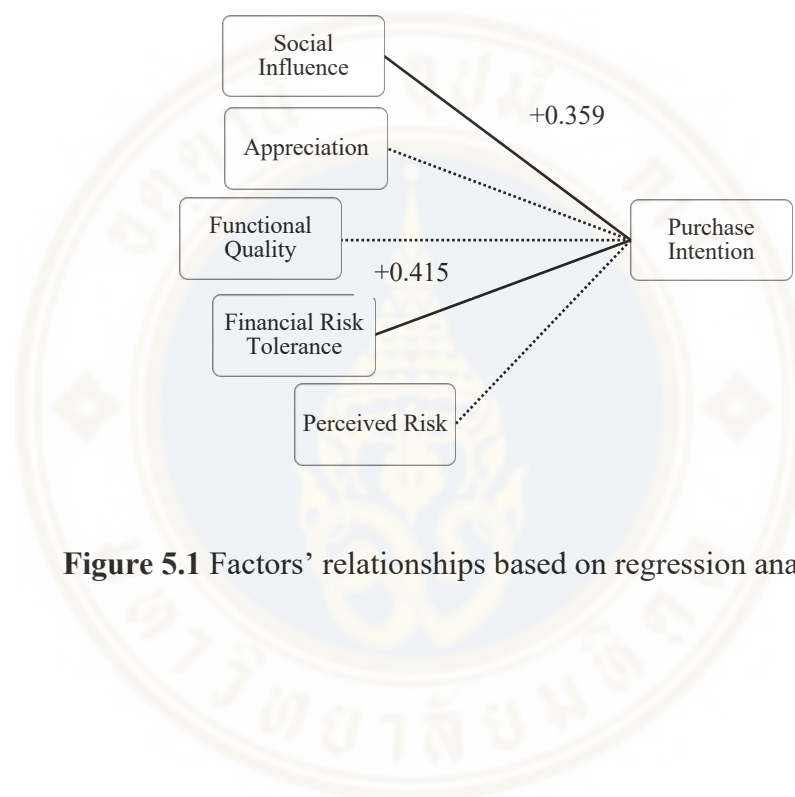 Social
Influence
+0.359
Appreciation
Functional
Quality
Purchase
Intention
+0.415
Financial Risk
Tolerance
Perceived Risk
Figure 5.1 Factors’ relationships based on regression ana